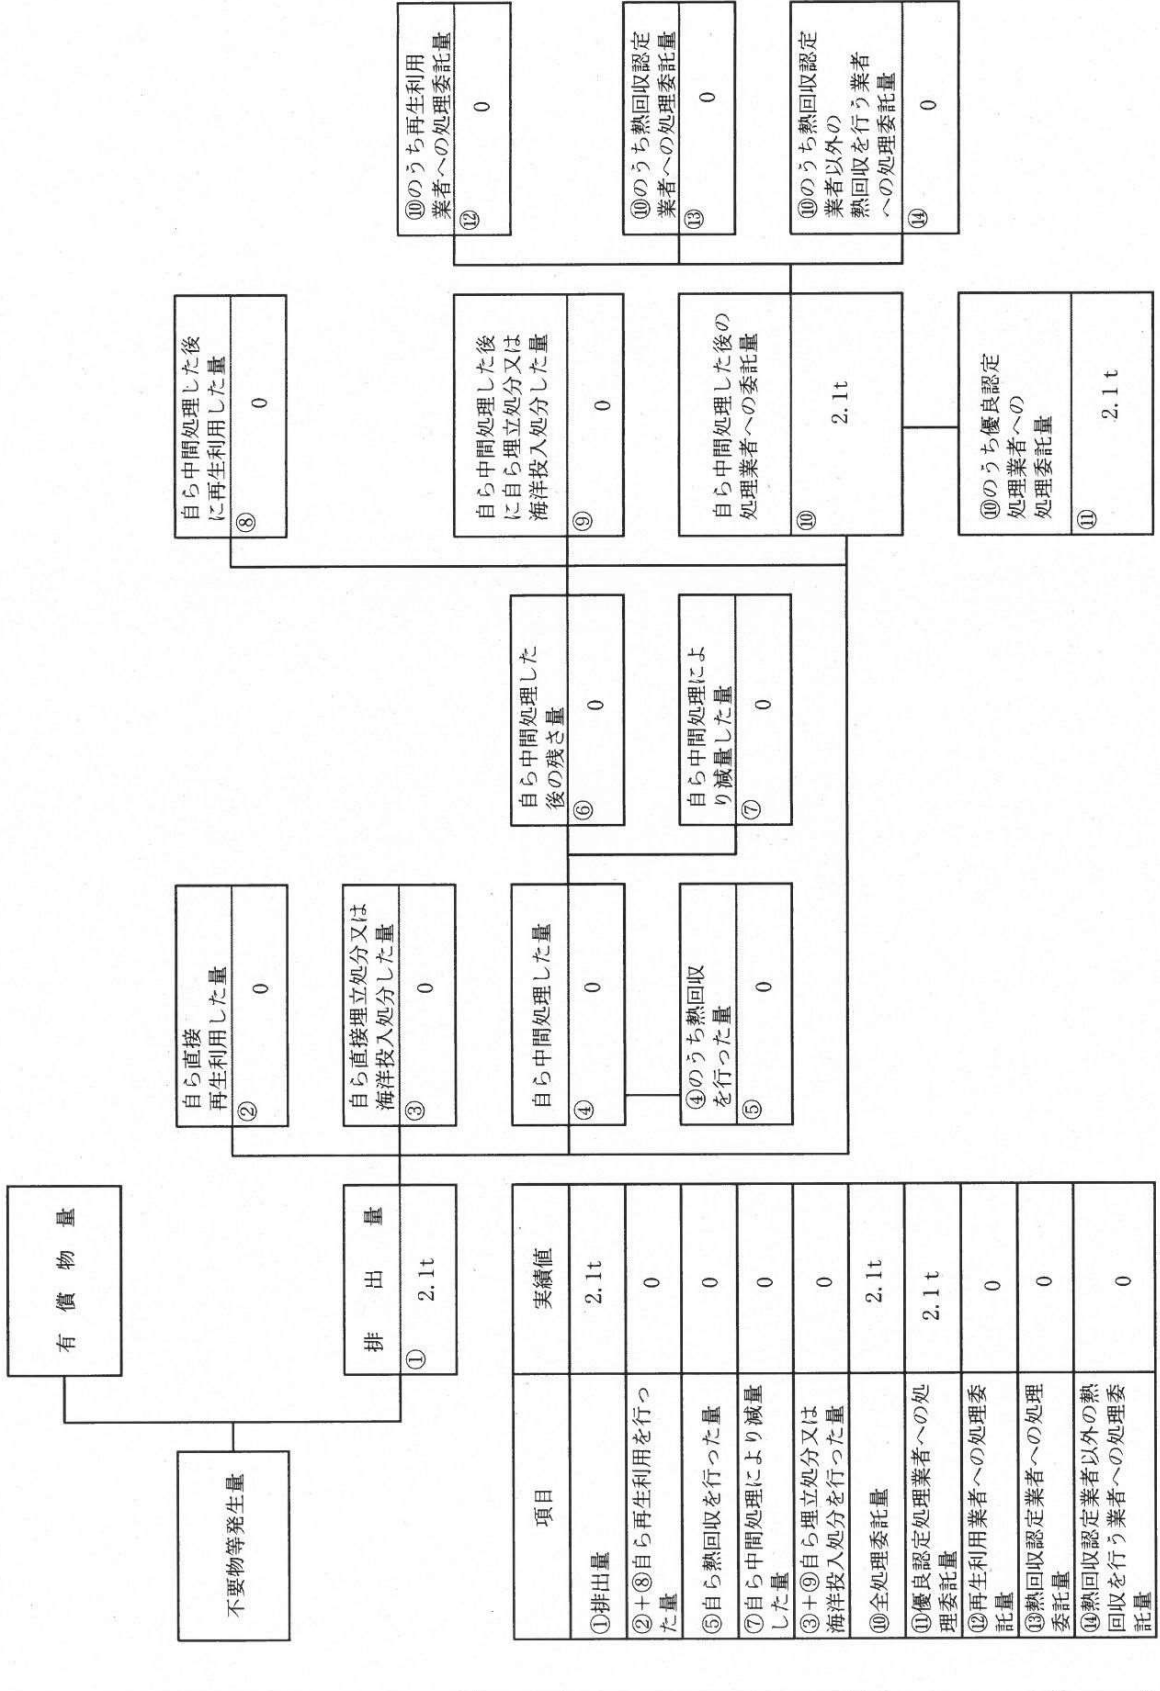 不要物等発生量
有償物量
排出量
①
2.1t
自ら直接
再生利用した量
②
0
自ら直接埋立処分又は
海洋投入処分した量
③
0
自ら中間処理した量
④
0
④のうち熱回収
を行った量
⑤
0
自ら中間処理した
後の残さ量
⑥
0
自ら中間処理によ
り減量した量
⑦
0
自ら中間処理した後
に再生利用した量
⑧
0
自ら中間処理した後
に自ら埋立処分又は
海洋投入処分した量
⑨
0
自ら中間処理した後の
処理業者への委託量
⑩
2.1t
⑩のうち優良認定
処理業者への
処理委託量
⑪
2.1t
⑩のうち再生利用
業者への処理委託量
⑫
0
⑩のうち熱回収認定
業者への処理委託量
⑬
0
⑩のうち熱回収認定
業者以外の
熱回収を行う業者
への処理委託量
⑭
0
項目 実績値
①排出量 2.1t
②+⑧自ら再生利用を行っ
た量 0
⑤自ら熱回収を行った量 0
⑦自ら中間処理により減量
した量 0
③+⑨自ら埋立処分又は
海洋投入処分を行った量 0
⑩全処理委託量 2.1t
⑪優良認定処理業者への処
理委託量 2.1t
⑫再生利用業者への処理委
託量 0
⑬熱回収認定業者への処理
委託量 0
⑭熱回収認定業者以外の熱
回収を行う業者への処理委
託量 0